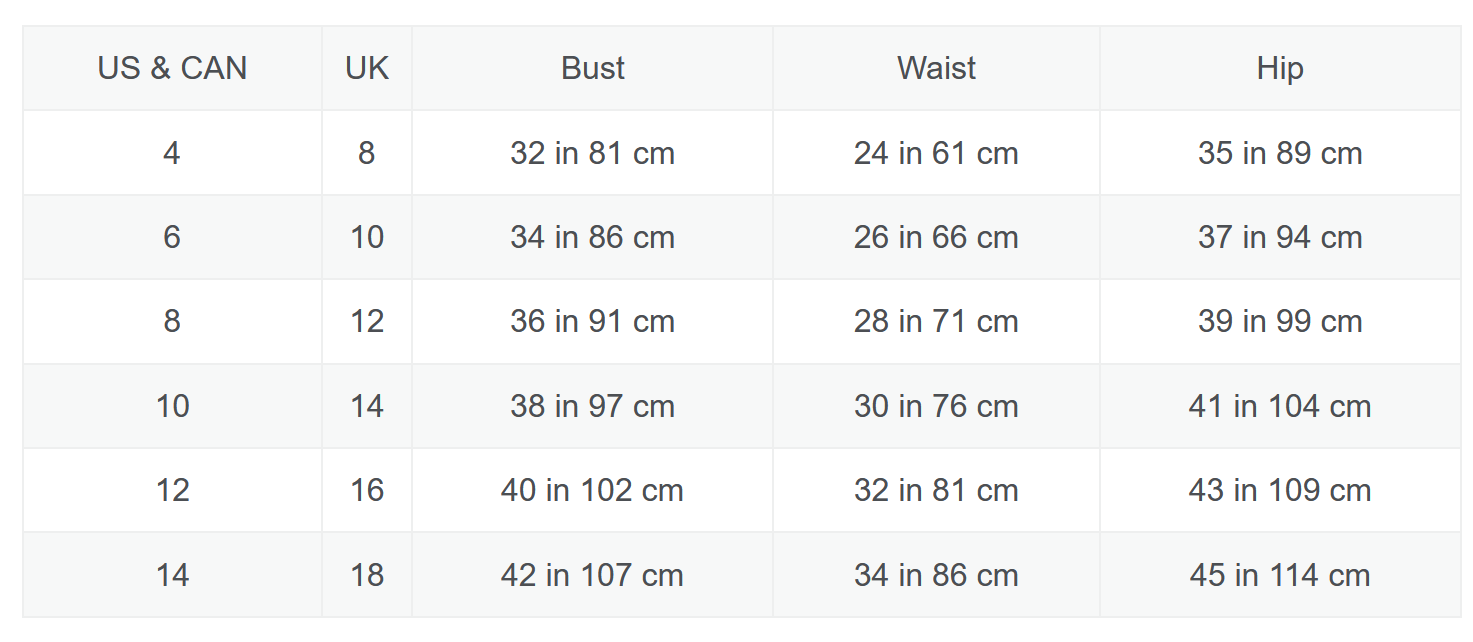 US & CAN UK Bust Waist Hip
4 8 32 in 81 cm 24 in 61 cm 35 in 89 cm
6 10 34 in 86 cm 26 in 66 cm 37 in 94 cm
8 12 36 in 91 cm 28 in 71 cm 39 in 99 cm
10 14 38 in 97 cm 30 in 76 cm 41 in 104 cm
12 16 40 in 102 cm 32 in 81 cm 43 in 109 cm
14 18 42 in 107 cm 34 in 86 cm 45 in 114 cm